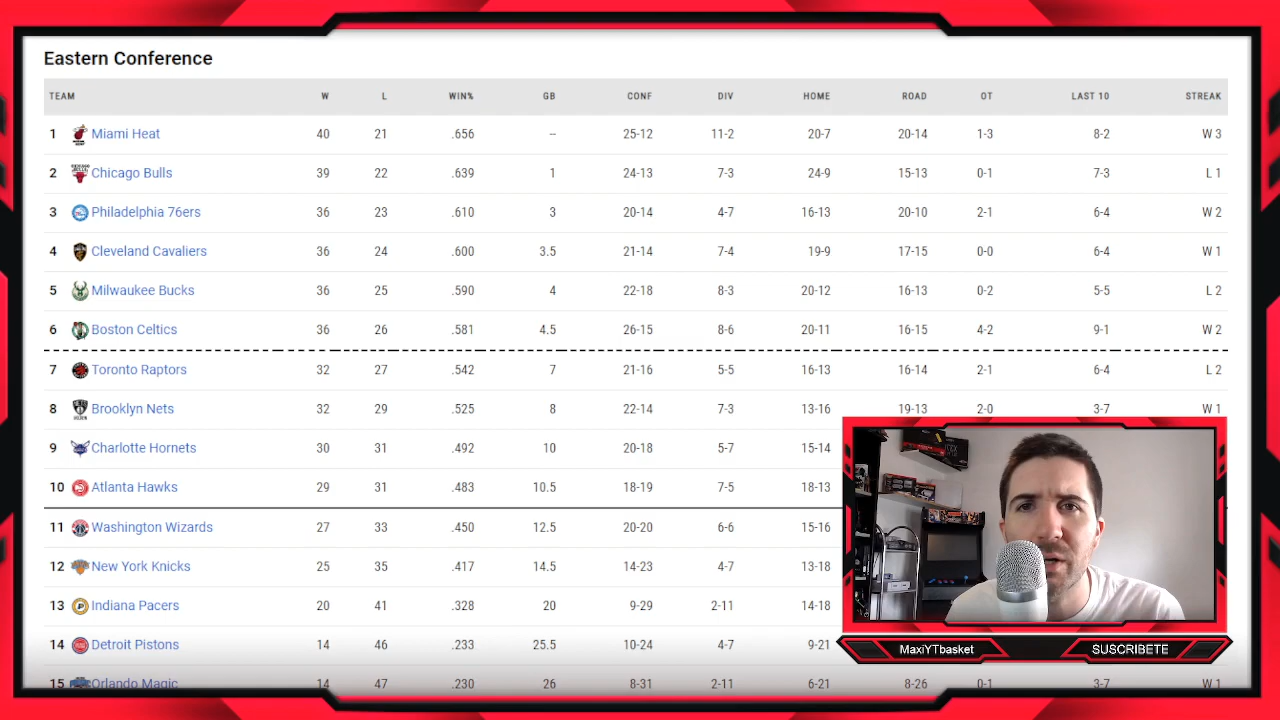 Eastern Conference
TEAM W L WIN% GB CONF DIV HOME ROAD OT LAST 10 STREAK
1 Miami Heat 40 21 .656 -- 25-12 11-2 20-7 20-14 1-3 8-2 W 3
2 Chicago Bulls 39 22 .639 1 24-13 7-3 24-9 15-13 0-1 7-3 L 1
3 Philadelphia 76ers 36 23 .610 3 20-14 4-7 16-13 20-10 2-1 6-4 W 2
4 Cleveland Cavaliers 36 24 .600 3.5 21-14 7-4 19-9 17-15 0-0 6-4 W 1
5 Milwaukee Bucks 36 25 .590 4 22-18 8-3 20-12 16-13 0-2 5-5 L 2
6 Boston Celtics 36 26 .581 4.5 26-15 8-6 20-11 16-15 4-2 9-1 W 2
7 Toronto Raptors 32 27 .542 7 21-16 5-5 16-13 16-14 2-1 6-4 L 2
8 Brooklyn Nets 32 29 .525 8 22-14 7-3 13-16 19-13 2-0 3-7 W 1
9 Charlotte Hornets 30 31 .492 10 20-18 5-7 15-14
10 Atlanta Hawks 29 31 .483 10.5 18-19 7-5 18-13
11 Washington Wizards 27 33 .450 12.5 20-20 6-6 15-16
12 New York Knicks 25 35 .417 14.5 14-23 4-7 13-18
13 Indiana Pacers 20 41 .328 20 9-29 2-11 14-18
14 Detroit Pistons 14 46 .233 25.5 10-24 4-7 9-21
15 Orlando Magic 14 47 .230 26 8-31 2-11 6-21 8-26 0-1 3-7 W 1
MaxiYTbasket SUSCRIBETE